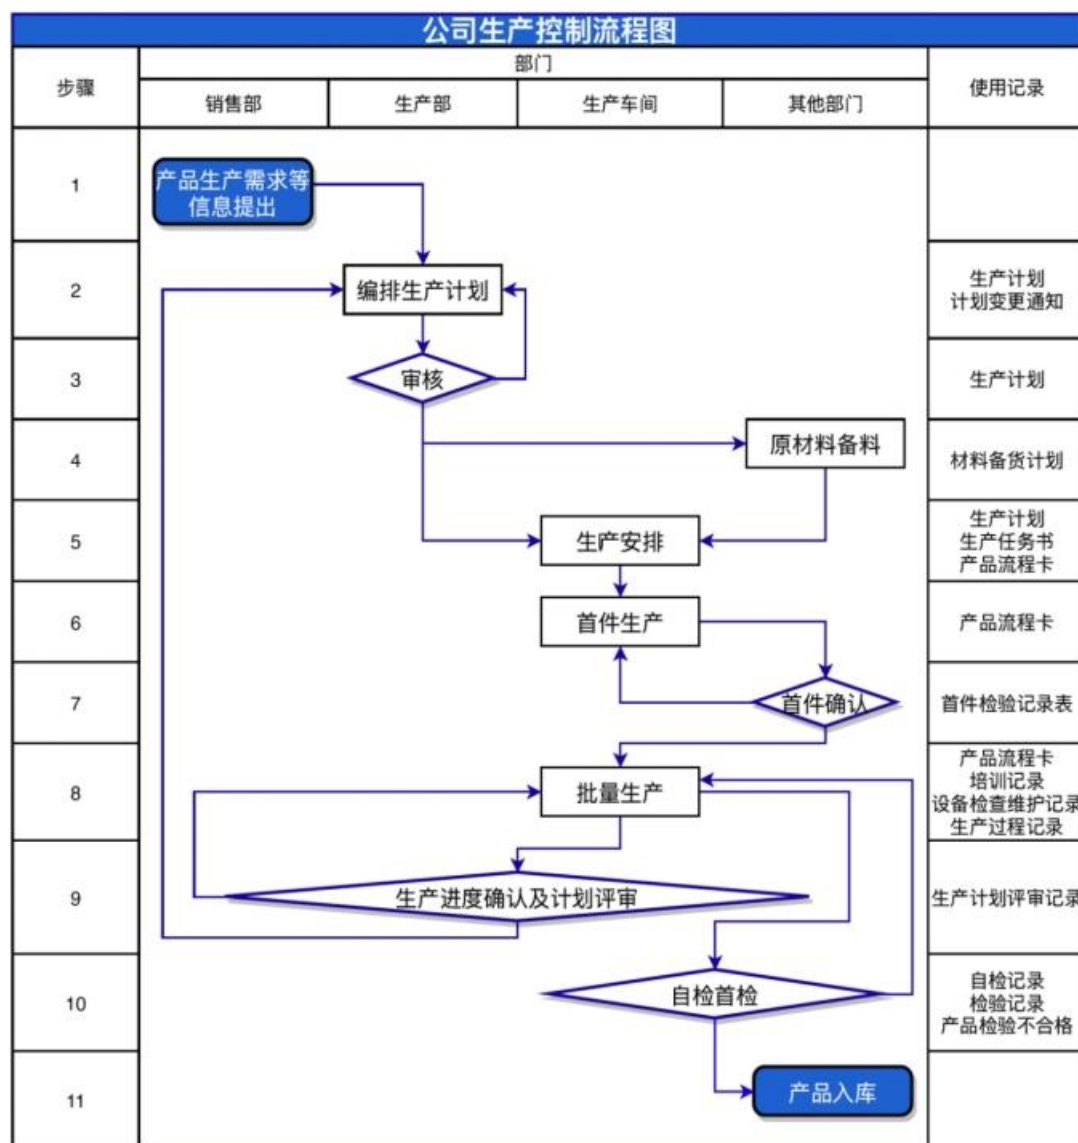 公司生产控制流程图
步骤
部门
使用记录
销售部
生产部
生产车间
其他部门
1
产品生产需求等
信息提出
2
编排生产计划
生产计划
计划变更通知
3
审核
生产计划
4
原材料备料
材料备货计划
5
生产安排
生产计划
生产任务书
产品流程卡
6
首件生产
产品流程卡
7
首件确认
首件检验记录表
8
批量生产
产品流程卡
培训记录
设备检查维护记录
生产过程记录
9
生产进度确认及计划评审
生产计划评审记录
10
自检首检
自检记录
检验记录
产品检验不合格
11
产品入库